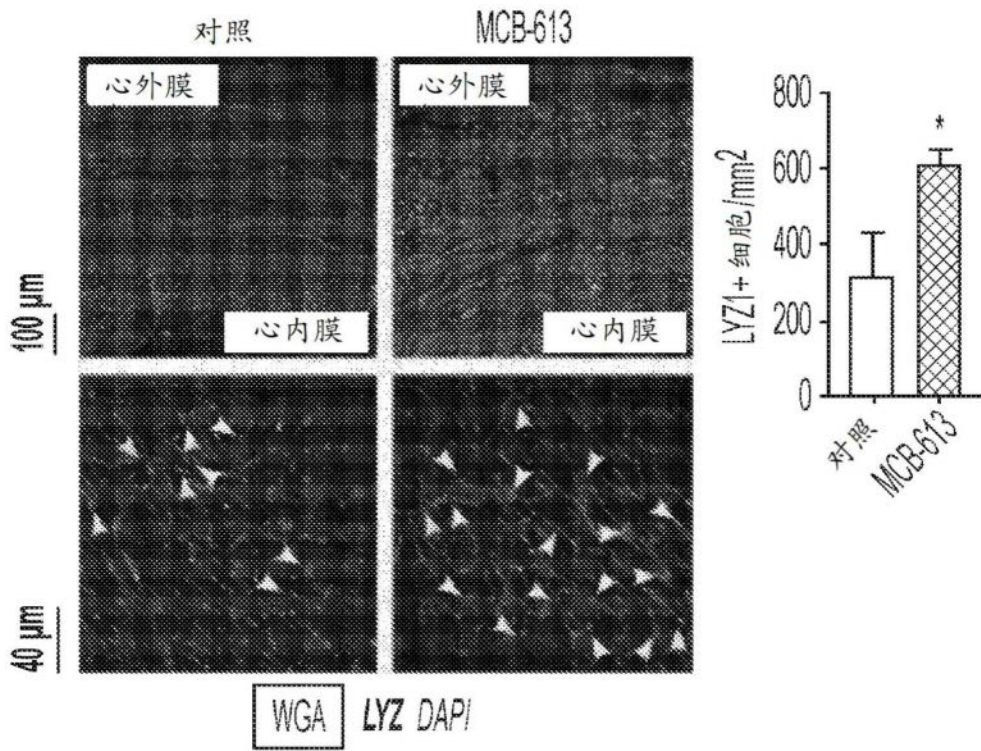 对照
MCB-613
心外膜
心外膜
心内膜
心内膜
100 µm
40 µm
WGA LYZ DAPI
LYZ1+ 细胞/mm²
800
600
400
200
0
*
对照
MCB-613